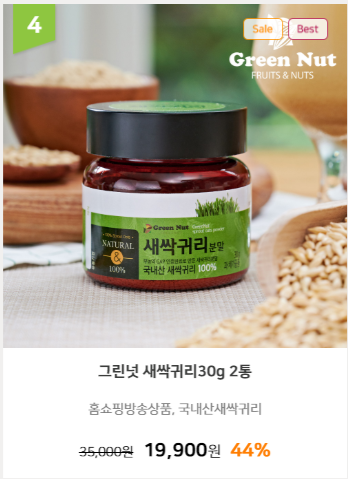 4
Sale Best
Green Nut
FRUITS & NUTS
Green Nut
NATURAL
&
100%
새싹귀리분말
국내산 새싹귀리 100%
그린넛 새싹귀리30g 2통
홈쇼핑방송상품, 국내산새싹귀리
35,000원 19,900원 44%